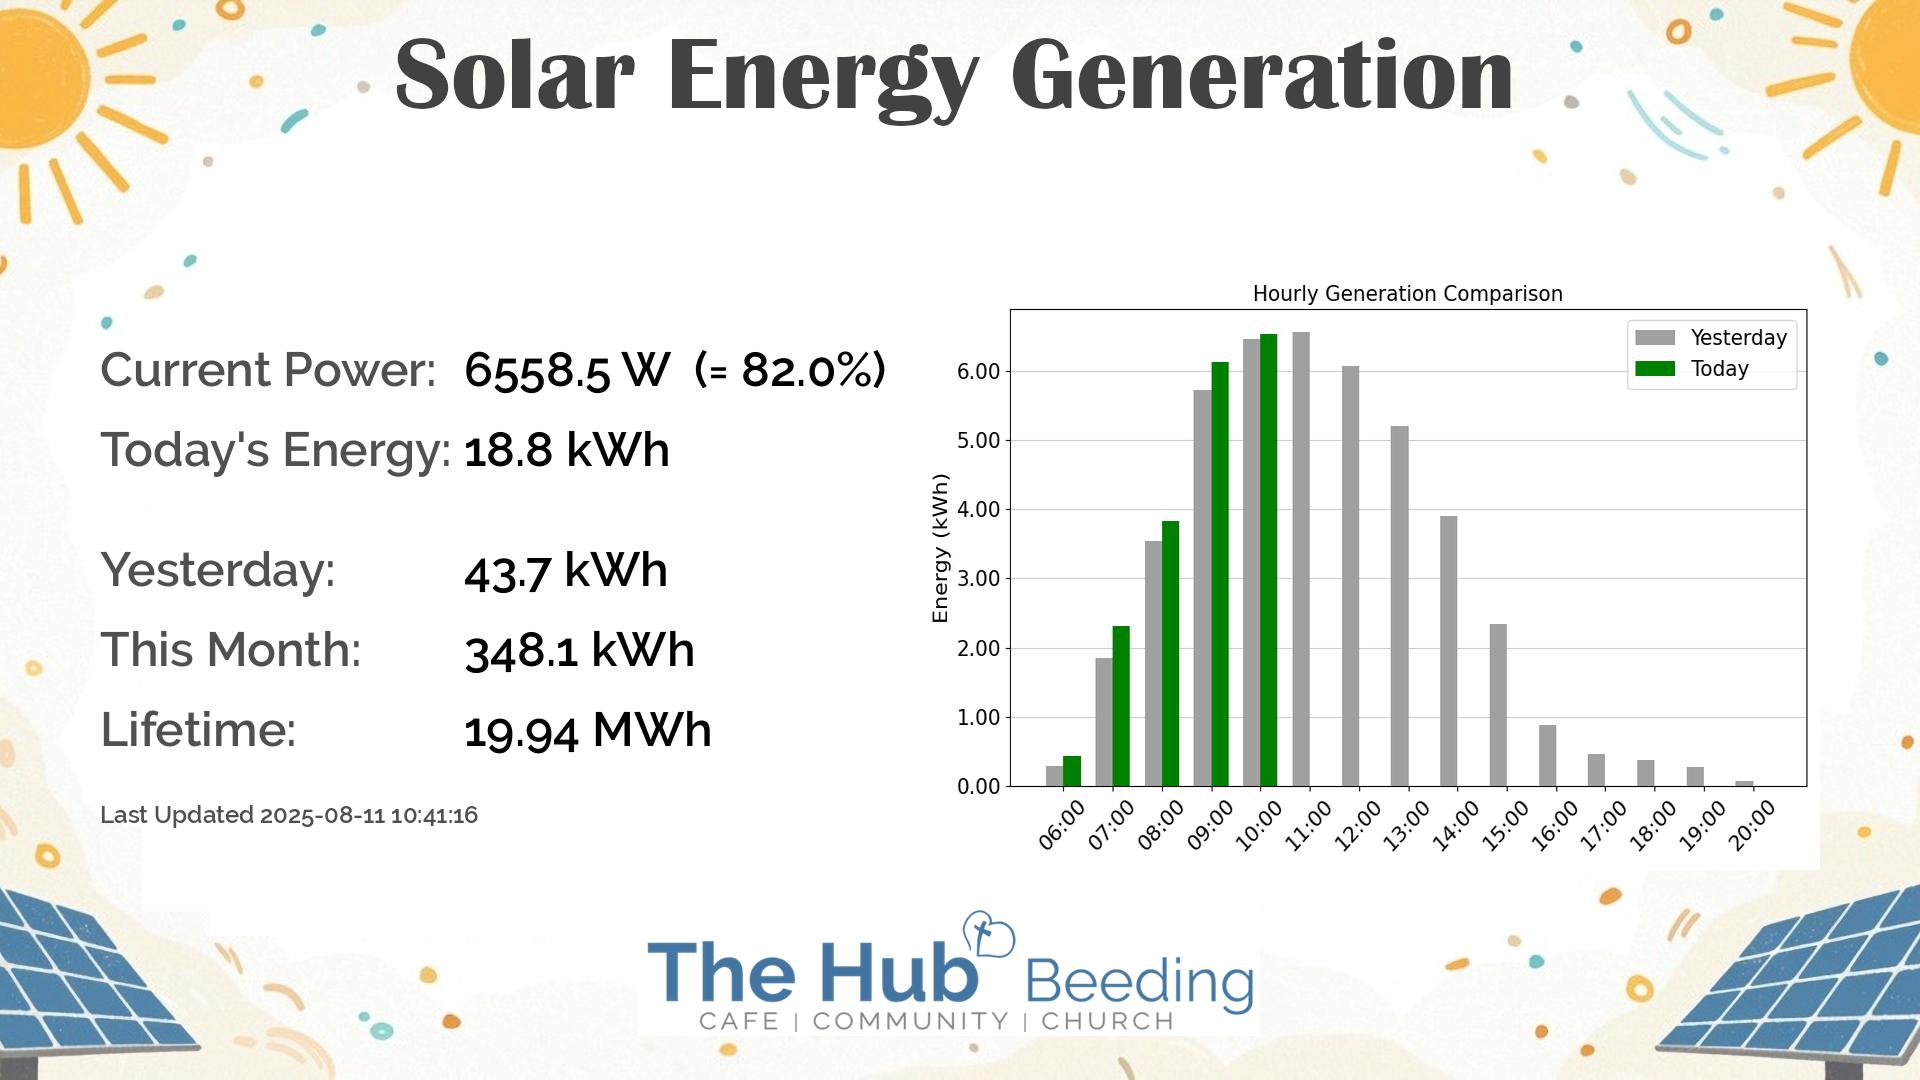 Solar Energy Generation
Current Power: 6558.5 W (= 82.0%)
Today's Energy: 18.8 kWh
Yesterday: 43.7 kWh
This Month: 348.1 kWh
Lifetime: 19.94 MWh
Last Updated 2025-08-11 10:41:16
Hourly Generation Comparison
Yesterday
Today
Energy (kWh)
6.00
5.00
4.00
3.00
2.00
1.00
0.00
06:00 07:00 08:00 09:00 10:00 11:00 12:00 13:00 14:00 15:00 16:00 17:00 18:00 19:00 20:00
The Hub Beeding
CAFE | COMMUNITY | CHURCH